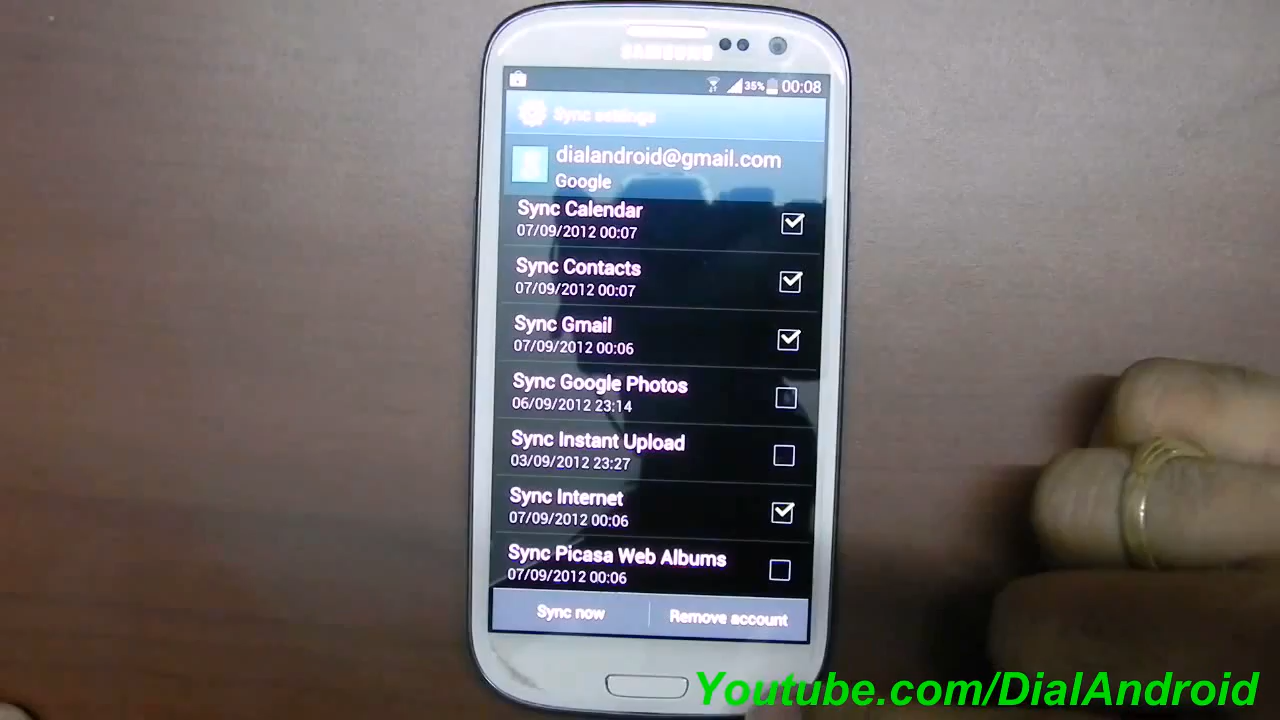 SAMSUNG
35% 00:08
Sync settings
dialandroid@gmail.com
Google
Sync Calendar
07/09/2012 00:07
Sync Contacts
07/09/2012 00:07
Sync Gmail
07/09/2012 00:06
Sync Google Photos
06/09/2012 23:14
Sync Instant Upload
03/09/2012 23:27
Sync Internet
07/09/2012 00:06
Sync Picasa Web Albums
07/09/2012 00:06
Sync now Remove account
Youtube.com/DialAndroid